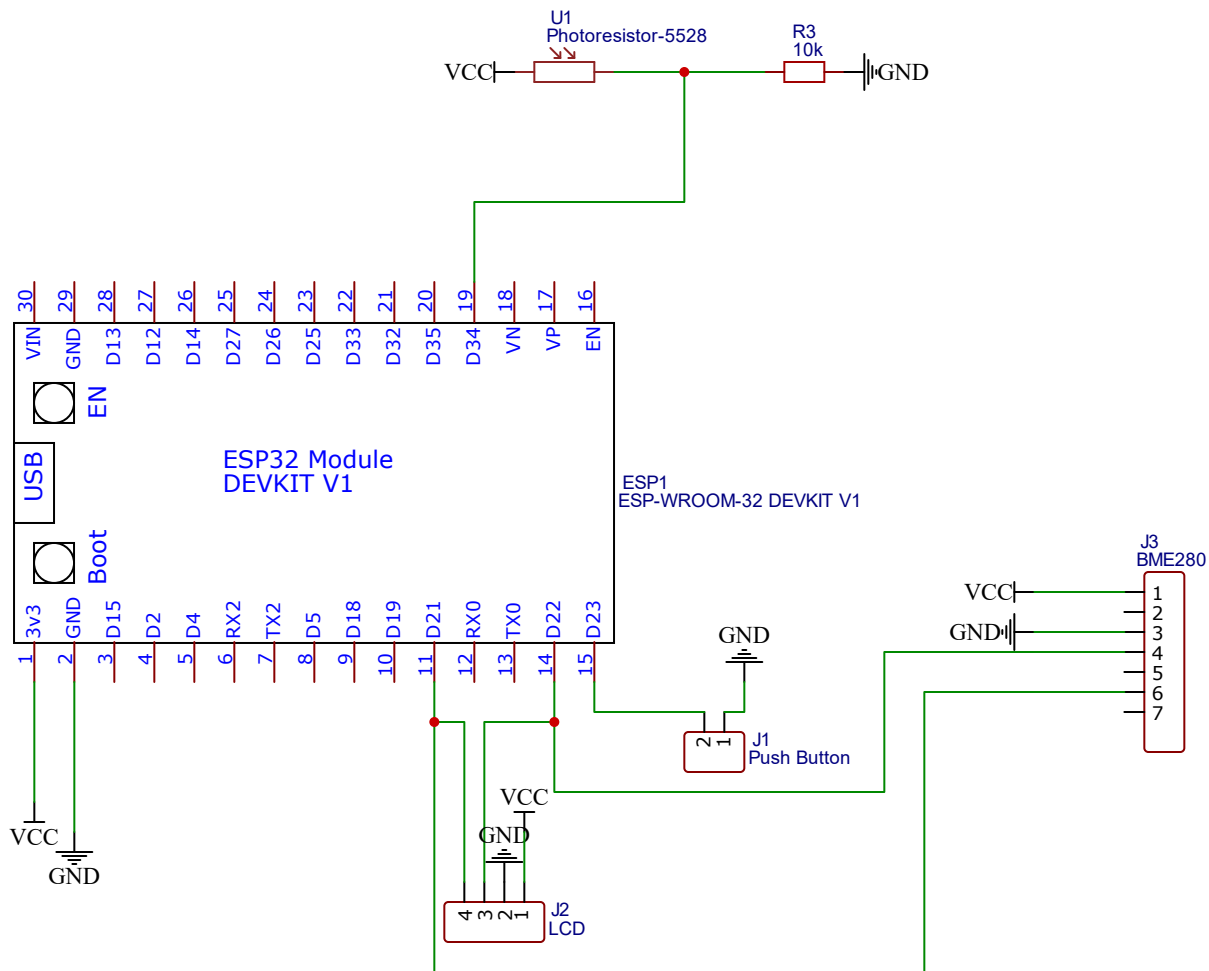 U1
Photoresistor-5528
R3
10k
VCC
GND
30 29 28 27 26 25 24 23 22 21 20 19 18 17 16
VIN GND D13 D12 D14 D27 D26 D25 D33 D32 D35 D34 VN VP EN
EN
USB
ESP32 Module
DEVKIT V1
ESP1
ESP-WROOM-32 DEVKIT V1
Boot
3v3 GND D15 D2 D4 RX2 TX2 D5 D18 D19 D21 RX0 TX0 D22 D23
1 2 3 4 5 6 7 8 9 10 11 12 13 14 15
J3
BME280
VCC
1
2
GND
3
4
5
6
7
GND
2 1
J1
Push Button
VCC
GND
VCC
GND
4 3 2 1
J2
LCD